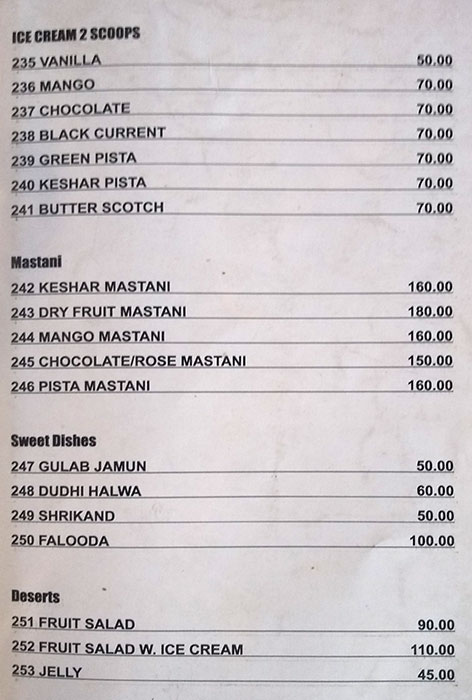 ICE CREAM 2 SCOOPS
235 VANILLA 50.00
236 MANGO 70.00
237 CHOCOLATE 70.00
238 BLACK CURRENT 70.00
239 GREEN PISTA 70.00
240 KESHAR PISTA 70.00
241 BUTTER SCOTCH 70.00
Mastani
242 KESHAR MASTANI 160.00
243 DRY FRUIT MASTANI 180.00
244 MANGO MASTANI 160.00
245 CHOCOLATE/ROSE MASTANI 150.00
246 PISTA MASTANI 160.00
Sweet Dishes
247 GULAB JAMUN 50.00
248 DUDHI HALWA 60.00
249 SHRIKAND 50.00
250 FALOODA 100.00
Deserts
251 FRUIT SALAD 90.00
252 FRUIT SALAD W. ICE CREAM 110.00
253 JELLY 45.00